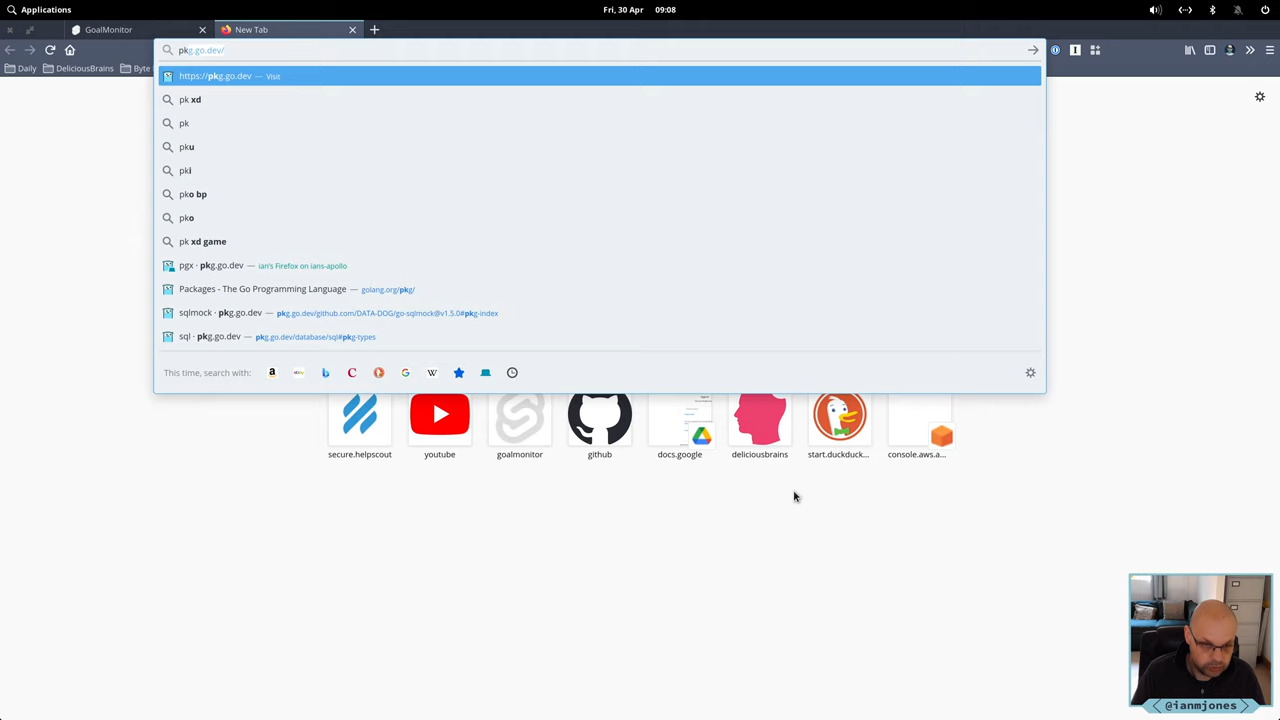 Applications
Fri, 30 Apr 09:08
GoalMonitor
New Tab
pkg.go.dev/
Daily
DeliciousBrains
Byte
https://pkg.go.dev — Visit
pk xd
pk
pku
pki
pko bp
pko
pk xd game
pgx · pkg.go.dev — ian's Firefox on ians-apollo
Packages - The Go Programming Language — golang.org/pkg/
sqlmock · pkg.go.dev — pkg.go.dev/github.com/DATA-DOG/go-sqlmock@v1.5.0#pkg-index
sql · pkg.go.dev — pkg.go.dev/database/sql#pkg-types
This time, search with:
secure.helpscout
youtube
goalmonitor
github
docs.google
deliciousbrains
start.duckduck...
console.aws.a...
< @ianmjones >